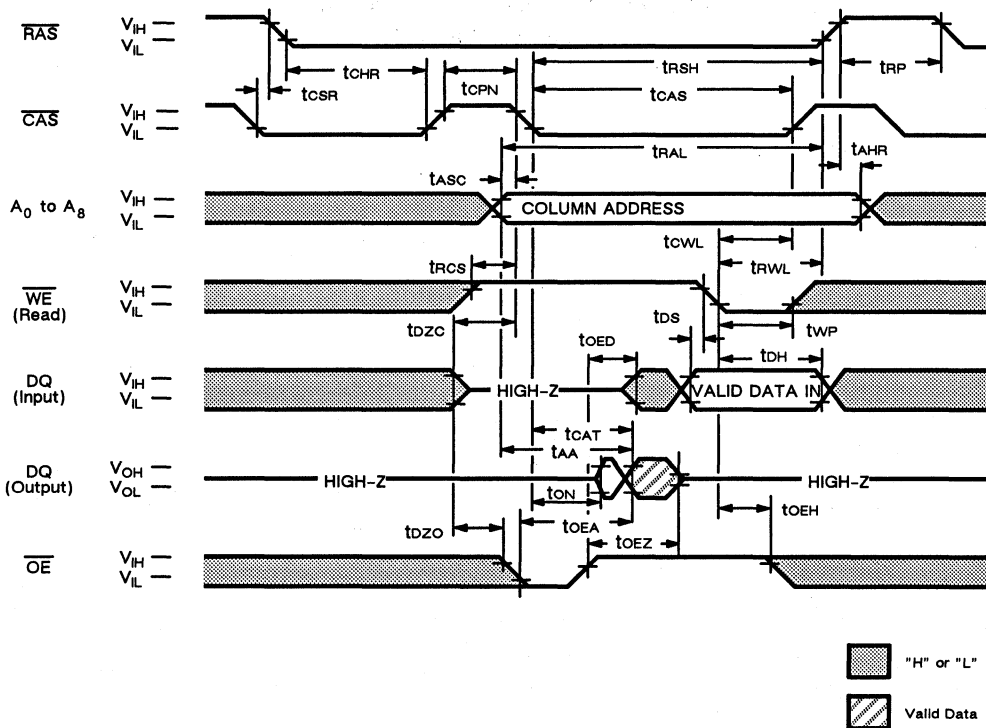 RAS VIH
VIL
tCHR tCPN tRSH tRP
tCSR tCAS
CAS VIH
VIL
tRAL tAHR
tASC
A0 to A8 VIH
VIL
COLUMN ADDRESS
tCWL
tRCS tRWL
WE
(Read) VIH
VIL
tDZC tDS tWP
tOED tDH
DQ
(Input) VIH
VIL
HIGH-Z VALID DATA IN
tCAT
tAA
DQ
(Output) VOH
VOL
HIGH-Z HIGH-Z
tON
tDZO tOEA tOEH
tOEZ
OE VIH
VIL
"H" or "L"
Valid Data